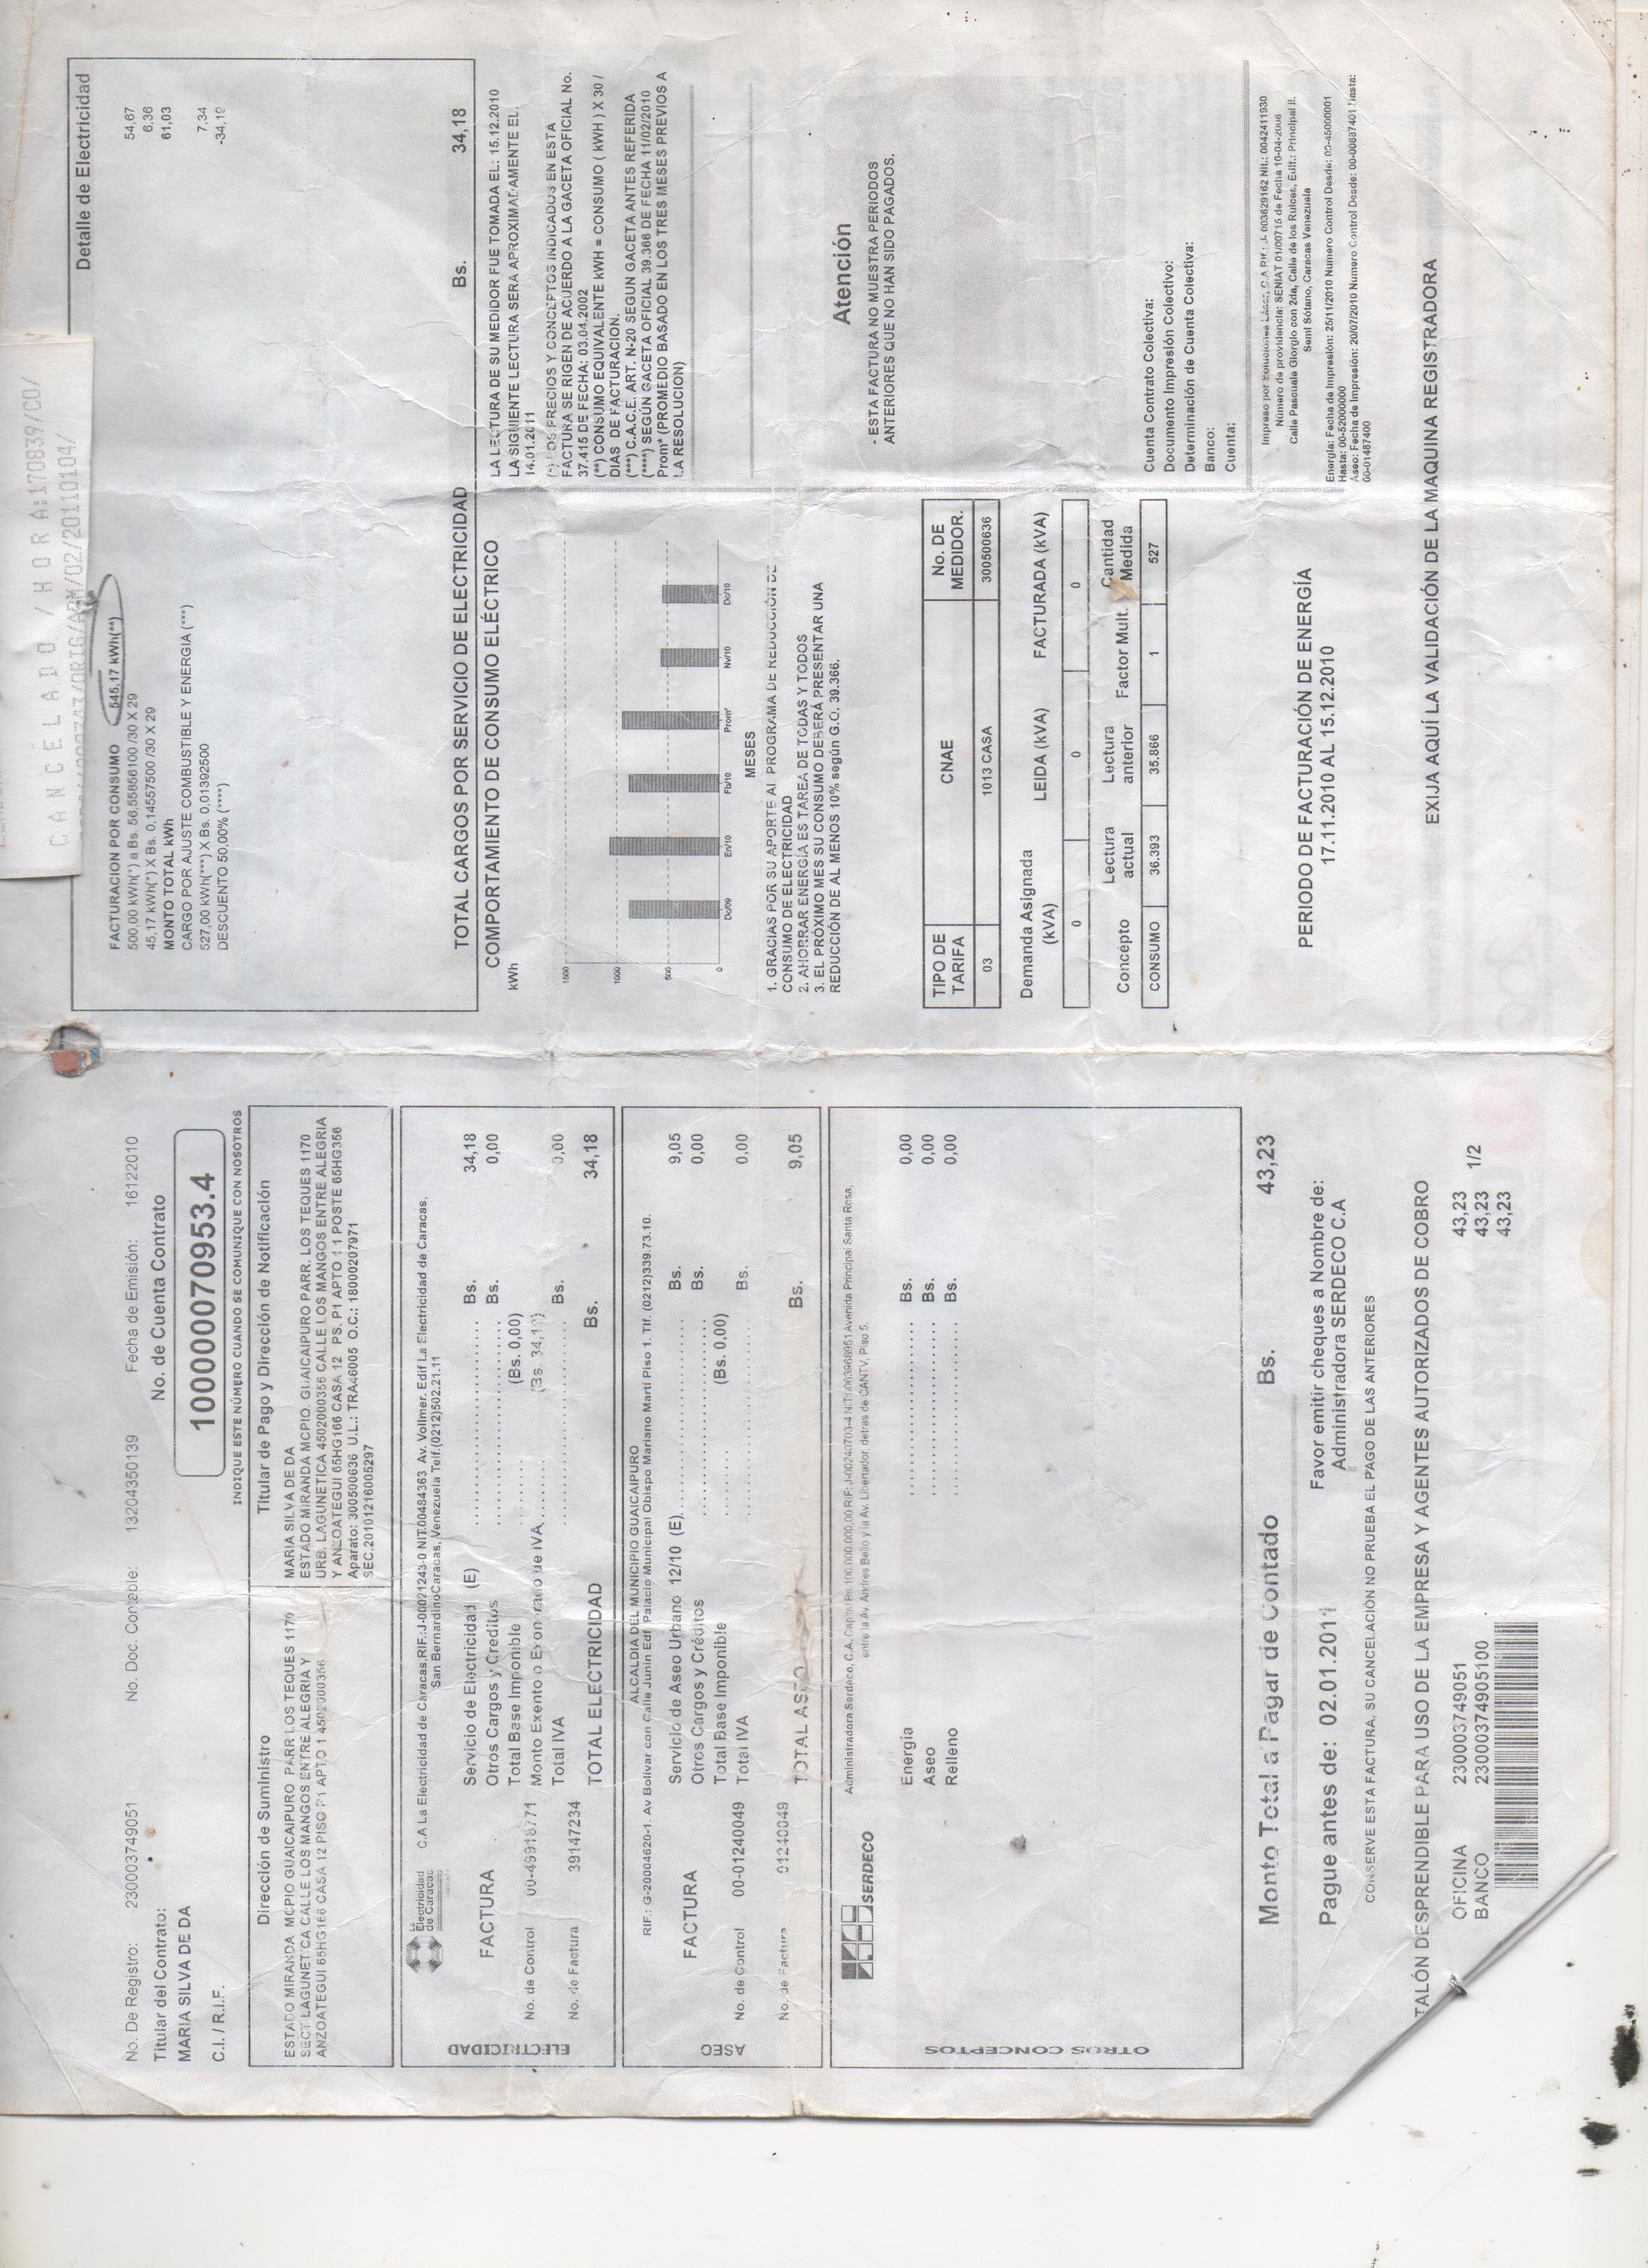 No. De Registro: 230003749051 No. Doc. Contable: 13204350139 Fecha de Emisión: 16122010
Titular del Contrato:
MARIA SILVA DE DA
C.I. / R.I.F.
No. de Cuenta Contrato
100000070953.4
INDIQUE ESTE NÚMERO CUANDO SE COMUNIQUE CON NOSOTROS
Dirección de Suministro
ESTADO MIRANDA MCPIO GUAICAIPURO PARR LOS TEQUES 1170
SECT LAGUNETICA CALLE LOS MANGOS ENTRE ALEGRIA Y
ANZOATEGUI 65HG166 CASA 12 PISO P1 APTO 1 4502000356
Titular de Pago y Dirección de Notificación
MARIA SILVA DE DA
ESTADO MIRANDA MCPIO. GUAICAIPURO PARR. LOS TEQUES 1170
URB. LAGUNETICA 4502000356 CALLE LOS MANGOS ENTRE ALEGRIA
Y ANZOATEGUI 65HG166 CASA 12 PS. P1 APTO 1 1 POSTE 65HG356
Aparato: 300500636 U.L.: TRA46005 O.C.: 18000207971
SEC.20101216005297
ELECTRICIDAD
La Electricidad de Caracas
C.A La Electricidad de Caracas.RIF.:J-00021243-0 NIT.00484363 Av. Vollmer. Edif La Electricidad de Caracas.
San BernardinoCaracas, Venezuela Telf.(0212)502.21.11
FACTURA
No. de Control 00-49918771
No. de Factura 39147234
Servicio de Electricidad (E) Bs. 34,18
Otros Cargos y Creditos Bs. 0,00
Total Base Imponible (Bs. 0,00)
Monto Exento o Exonerado de IVA (Bs. 34,18)
Total IVA Bs. 0,00
TOTAL ELECTRICIDAD Bs. 34,18
ASEO
ALCALDIA DEL MUNICIPIO GUAICAIPURO
RIF.: G-20004620-1. Av Bolivar con Calle Junin Edf Palacio Municipal Obispo Mariano Martí Piso 1. Tlf. (0212)339.73.10.
FACTURA
No. de Control 00-01240049
No. de Factura 01240049
Servicio de Aseo Urbano 12/10 (E) Bs. 9,05
Otros Cargos y Créditos Bs. 0,00
Total Base Imponible (Bs. 0,00)
Total IVA Bs. 0,00
TOTAL ASEO Bs. 9,05
OTROS CONCEPTOS
SERDECO
Administradora Serdeco, C.A. Capital Bs 100.000.000,00 RIF: J-00240703-4 NIT: Avenida Principal Santa Rosa,
entre la Av. Andres Bello y la Av. Libertador detras de CANTV, Piso 5.
Energía Bs. 0,00
Aseo Bs. 0,00
Relleno Bs. 0,00
Monto Total a Pagar de Contado Bs. 43,23
Pague antes de: 02.01.2011
Favor emitir cheques a Nombre de:
Administradora SERDECO C.A
CONSERVE ESTA FACTURA, SU CANCELACIÓN NO PRUEBA EL PAGO DE LAS ANTERIORES
TALÓN DESPRENDIBLE PARA USO DE LA EMPRESA Y AGENTES AUTORIZADOS DE COBRO
OFICINA 230003749051 43,23
BANCO 23000374905100 43,23 1/2
43,23
CANCELADO/HORA:170839/CO/
/ORIG/APM/02/20110104/
Detalle de Electricidad
FACTURACION POR CONSUMO 545,17 kWh(**)
500,00 kWh(*) a Bs. 56,55856100 /30 X 29 54,67
45,17 kWh(*) X Bs. 0,14557500 /30 X 29 6,36
MONTO TOTAL kWh 61,03
CARGO POR AJUSTE COMBUSTIBLE Y ENERGIA (***)
527,00 kWh(***) X Bs. 0,01392500 7,34
DESCUENTO 50,00% (****) -34,19
TOTAL CARGOS POR SERVICIO DE ELECTRICIDAD Bs. 34,18
COMPORTAMIENTO DE CONSUMO ELÉCTRICO
kWh
1500
1000
500
0
Dc/09 En/10 Fb/10 Prom* Nv/10 Dc/10
MESES
1. GRACIAS POR SU APORTE AL PROGRAMA DE REDUCCIÓN DE
CONSUMO DE ELECTRICIDAD
2. AHORRAR ENERGÍA ES TAREA DE TODAS Y TODOS
3. EL PRÓXIMO MES SU CONSUMO DEBERÁ PRESENTAR UNA
REDUCCIÓN DE AL MENOS 10% según G.O. 39.366.
LA LECTURA DE SU MEDIDOR FUE TOMADA EL: 15.12.2010
LA SIGUIENTE LECTURA SERA APROXIMADAMENTE EL.
14.01.2011
(*) LOS PRECIOS Y CONCEPTOS INDICADOS EN ESTA
FACTURA SE RIGEN DE ACUERDO A LA GACETA OFICIAL No.
37.415 DE FECHA: 03.04.2002
(**) CONSUMO EQUIVALENTE kWH = CONSUMO ( KWH ) X 30 /
DIAS DE FACTURACION.
(***) C.A.C.E. ART. N-20 SEGUN GACETA ANTES REFERIDA
(****) SEGÚN GACETA OFICIAL 39.366 DE FECHA 11/02/2010
Prom* (PROMEDIO BASADO EN LOS TRES MESES PREVIOS A
LA RESOLUCION)
Atención
- ESTA FACTURA NO MUESTRA PERIODOS
ANTERIORES QUE NO HAN SIDO PAGADOS.
TIPO DE TARIFA CNAE No. DE MEDIDOR.
03 1013 CASA 300500636
Demanda Asignada (kVA) LEIDA (kVA) FACTURADA (kVA)
0 0 0
Concepto Lectura actual Lectura anterior Factor Mult. Cantidad Medida
CONSUMO 36.393 35.866 1 527
Cuenta Contrato Colectiva:
Documento Impresión Colectivo:
Determinación de Cuenta Colectiva:
Banco:
Cuenta:
Impreso por Soluciones Láser, C.A Rif.: J-003629162 Nit.: 0042411930
Número de providencia: SENIAT 01/00715 de Fecha 10-04-2008
Calle Pascuale Giorgio con 2da, Calle de los Ruices, Edif.: Principal II.
Semi Sótano, Caracas Venezuela
Energía: Fecha de Impresión: 25/11/2010 Numero Control Desde: 00-45000001
Hasta: 00-52000000
Aseo: Fecha de Impresión: 20/07/2010 Numero Control Desde: 00-00887401 Hasta:
00-01487400
PERIODO DE FACTURACIÓN DE ENERGÍA
17.11.2010 AL 15.12.2010
EXIJA AQUÍ LA VALIDACIÓN DE LA MAQUINA REGISTRADORA